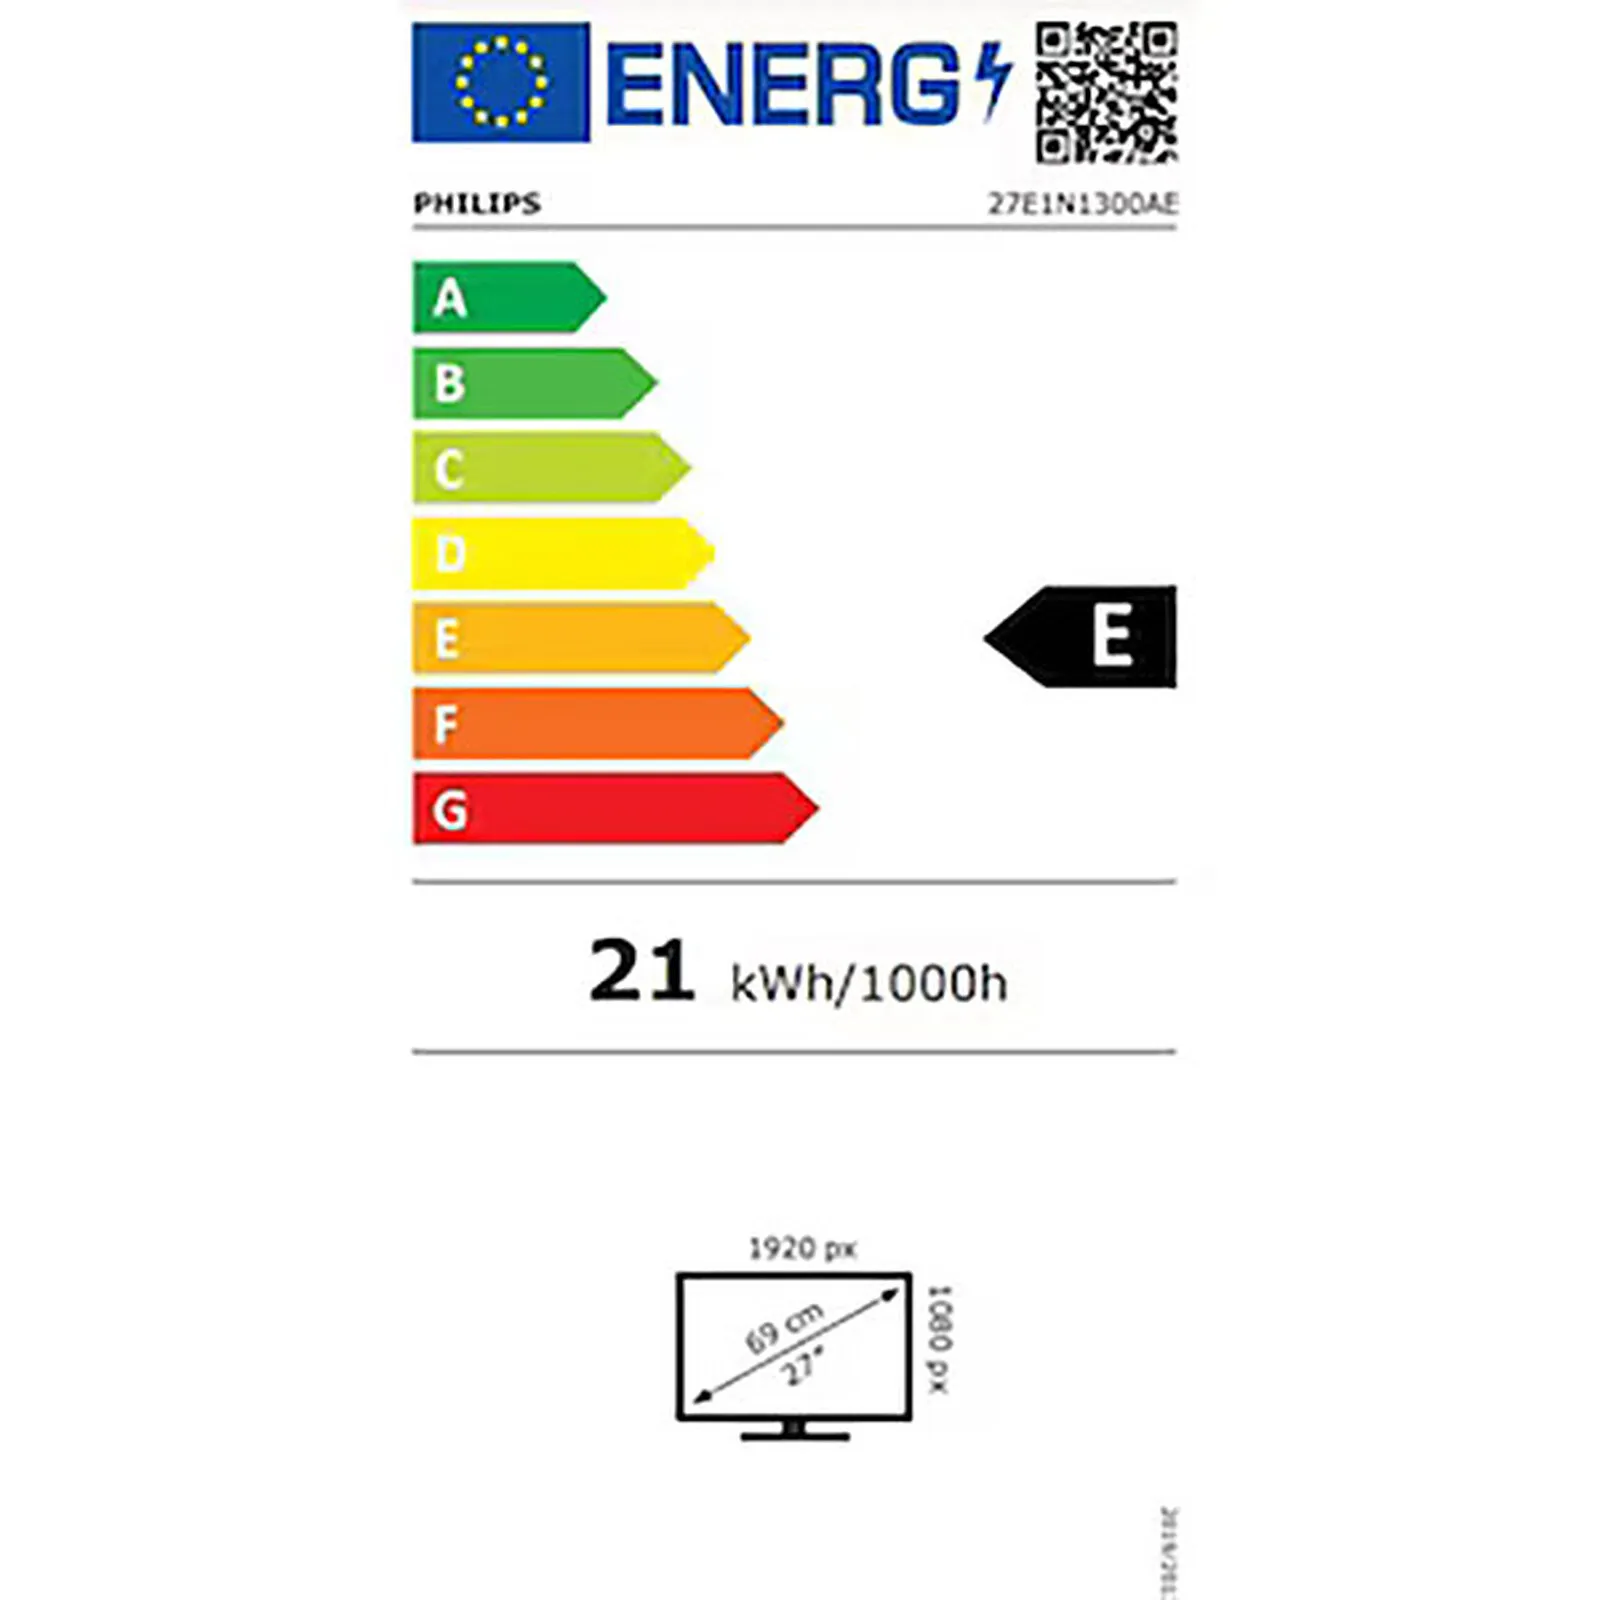 ENERG
PHILIPS
27E1N1300AE
A
B
C
D
E
E
F
G
21 kWh/1000h
1920 px
1080 px
69 cm
27"